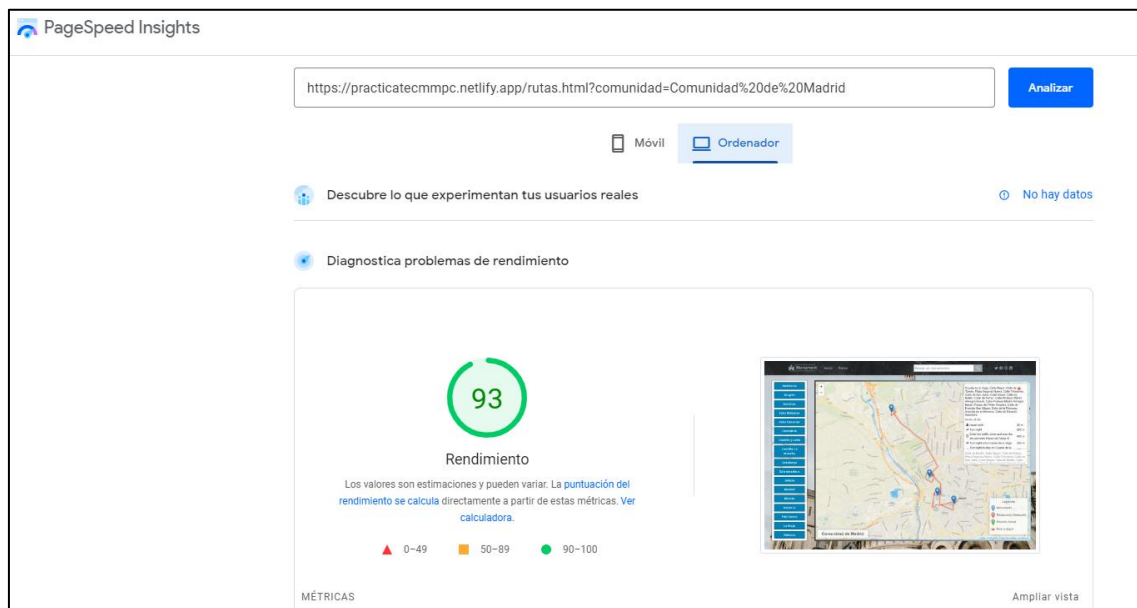 PageSpeed Insights
https://practicatecmmpc.netlify.app/rutas.html?comunidad=Comunidad%20de%20Madrid
Analizar
Móvil
Ordenador
Descubre lo que experimentan tus usuarios reales
No hay datos
Diagnostica problemas de rendimiento
93
Rendimiento
Los valores son estimaciones y pueden variar. La puntuación del
rendimiento se calcula directamente a partir de estas métricas. Ver
calculadora.
0–49
50–89
90–100
Comunidad de Madrid
MÉTRICAS
Ampliar vista